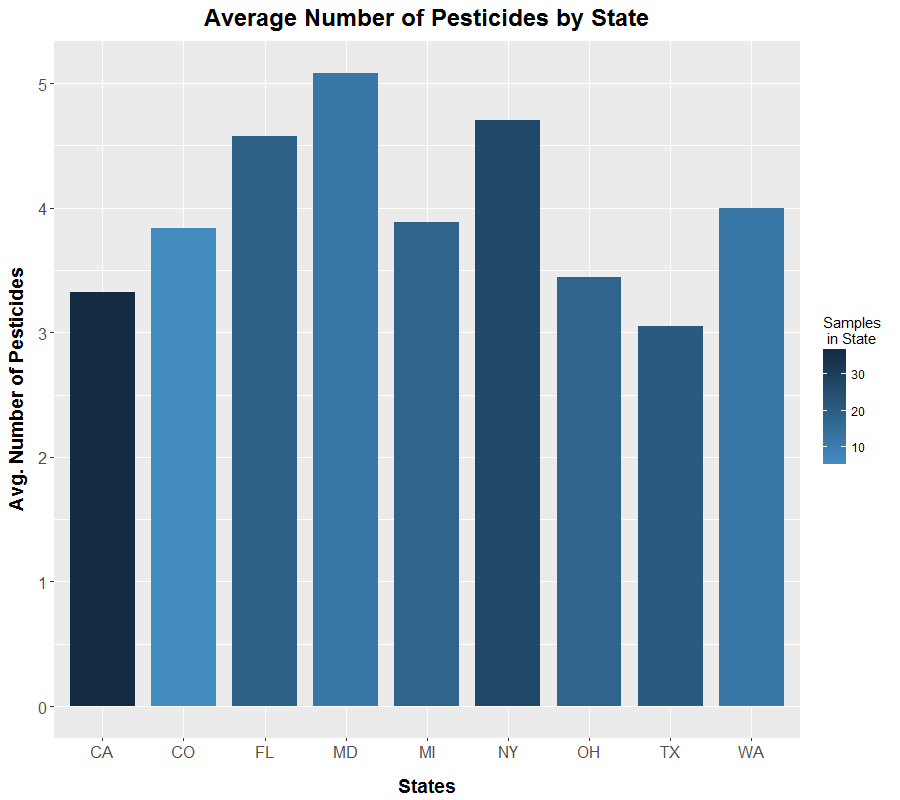 Average Number of Pesticides by State
Avg. Number of Pesticides
5
4
3
2
1
0
CA CO FL MD MI NY OH TX WA
States
Samples
in State
30
20
10